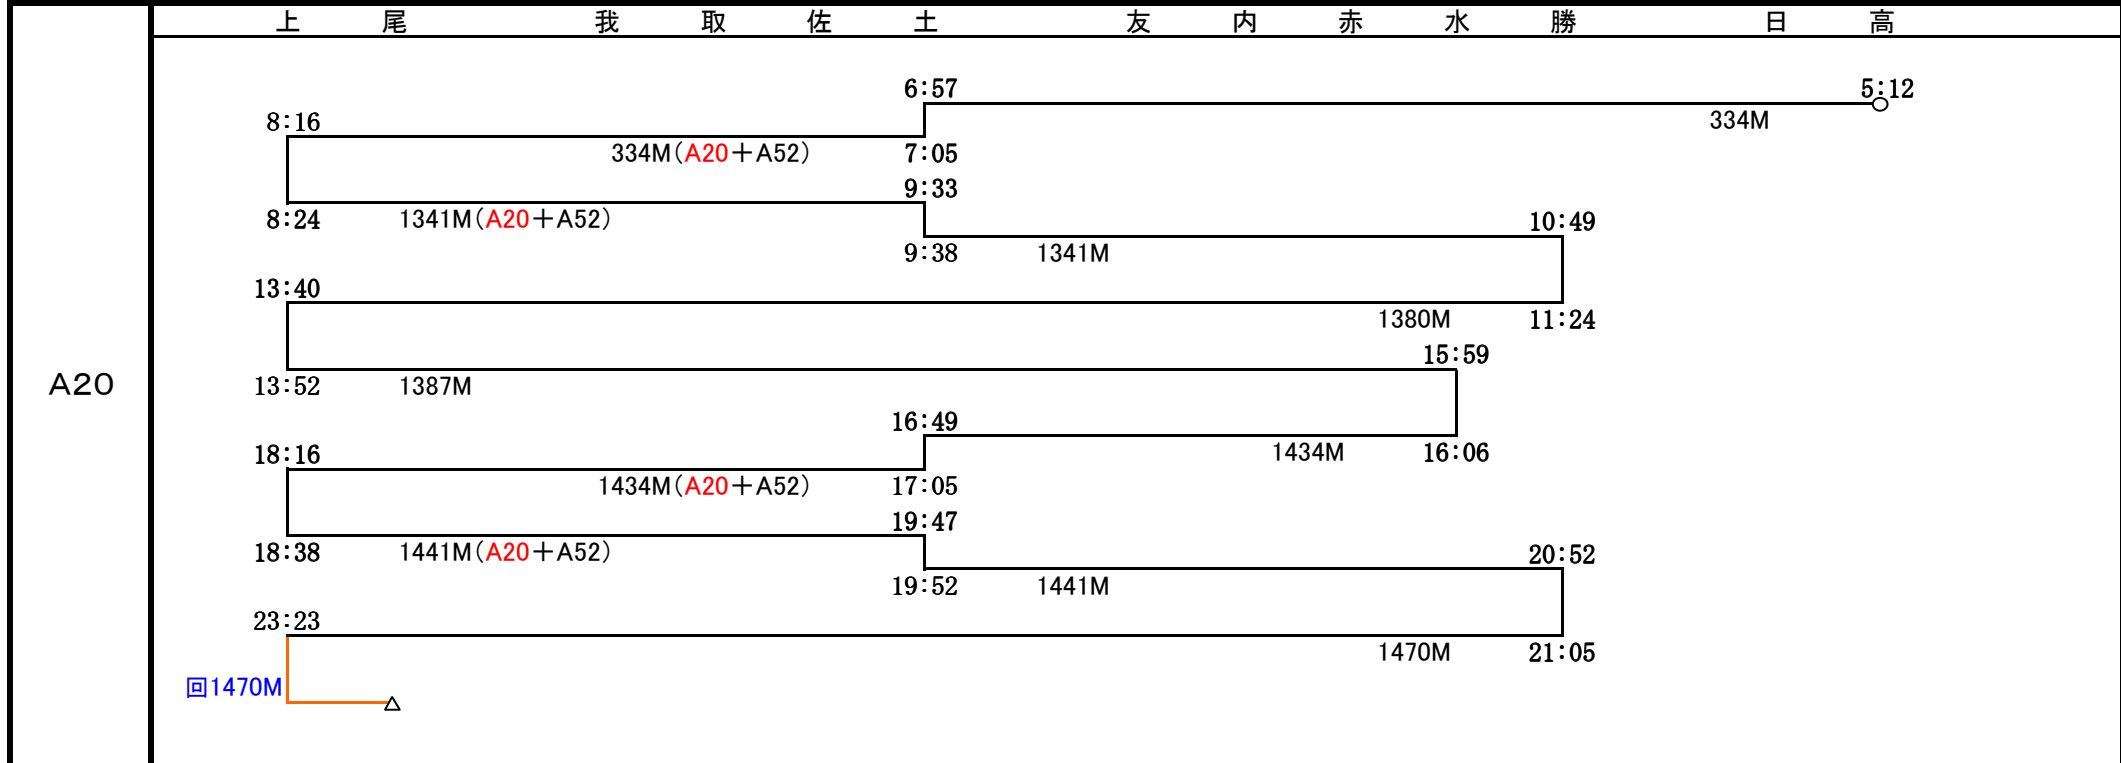 上 尾 我 取 佐 土 友 内 赤 水 勝 日 高
6:57 5:12
8:16 334M
334M(A20+A52) 7:05
9:33
8:24 1341M(A20+A52) 10:49
9:38 1341M
13:40
1380M 11:24
15:59
A20 13:52 1387M
16:49
18:16 1434M 16:06
1434M(A20+A52) 17:05
19:47
18:38 1441M(A20+A52) 20:52
19:52 1441M
23:23
1470M 21:05
回1470M